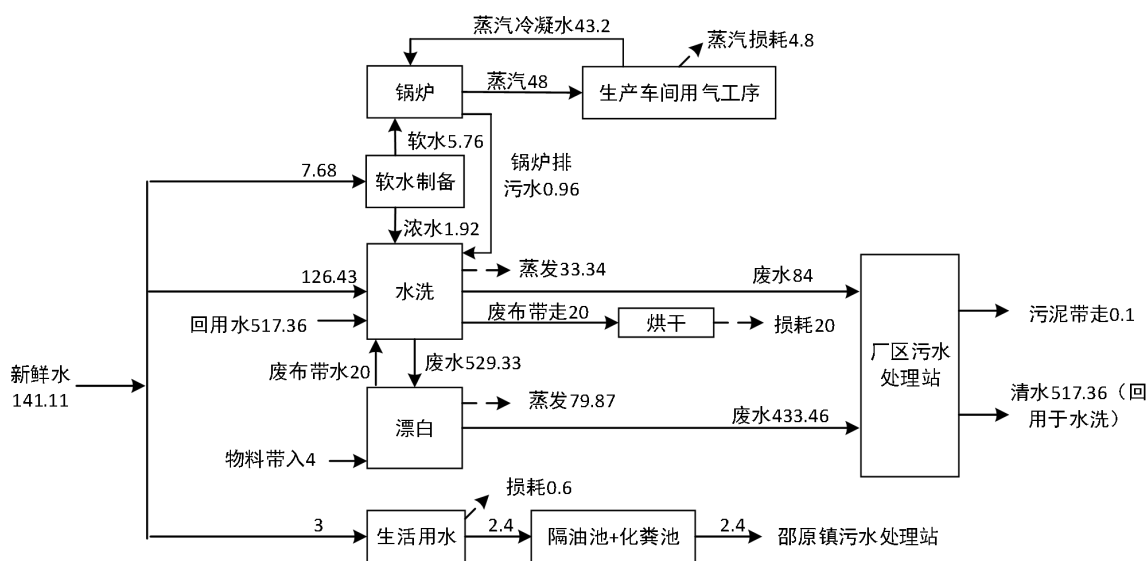 蒸汽冷凝水43.2
蒸汽损耗4.8
锅炉
蒸汽48
生产车间用气工序
软水5.76
锅炉排
污水0.96
7.68
软水制备
浓水1.92
126.43
水洗
蒸发33.34
废水84
回用水517.36
废布带走20
烘干
损耗20
污泥带走0.1
厂区污水
处理站
废布带水20
废水529.33
新鲜水
141.11
漂白
蒸发79.87
废水433.46
清水517.36（回
用于水洗）
物料带入4
损耗0.6
3
生活用水
2.4
隔油池+化粪池
2.4
邵原镇污水处理站